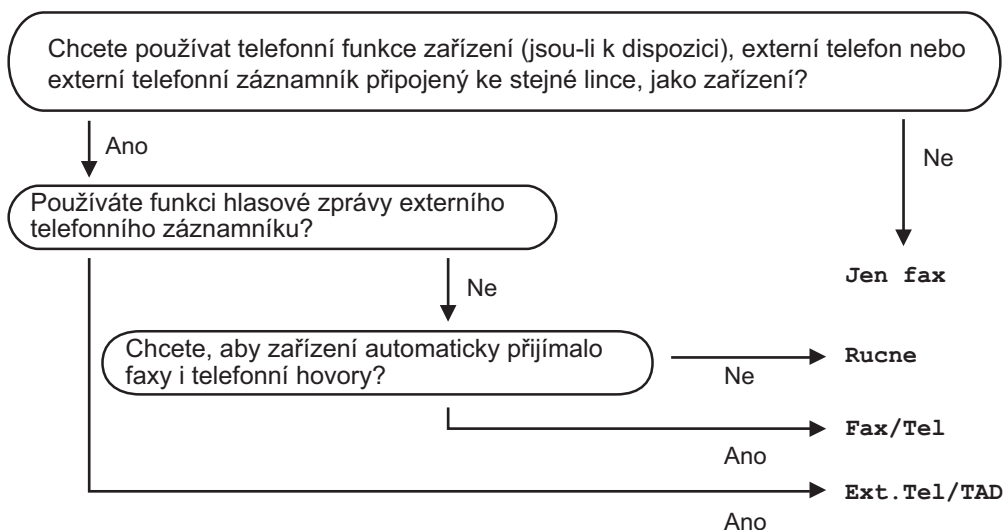 Chcete používat telefonní funkce zařízení (jsou-li k dispozici), externí telefon nebo
externí telefonní záznamník připojený ke stejné lince, jako zařízení?
Ano
Ne
Používáte funkci hlasové zprávy externího
telefonního záznamníku?
Jen fax
Ne
Chcete, aby zařízení automaticky přijímalo
faxy i telefonní hovory?
Ne
Rucne
Fax/Tel
Ano
Ext.Tel/TAD
Ano